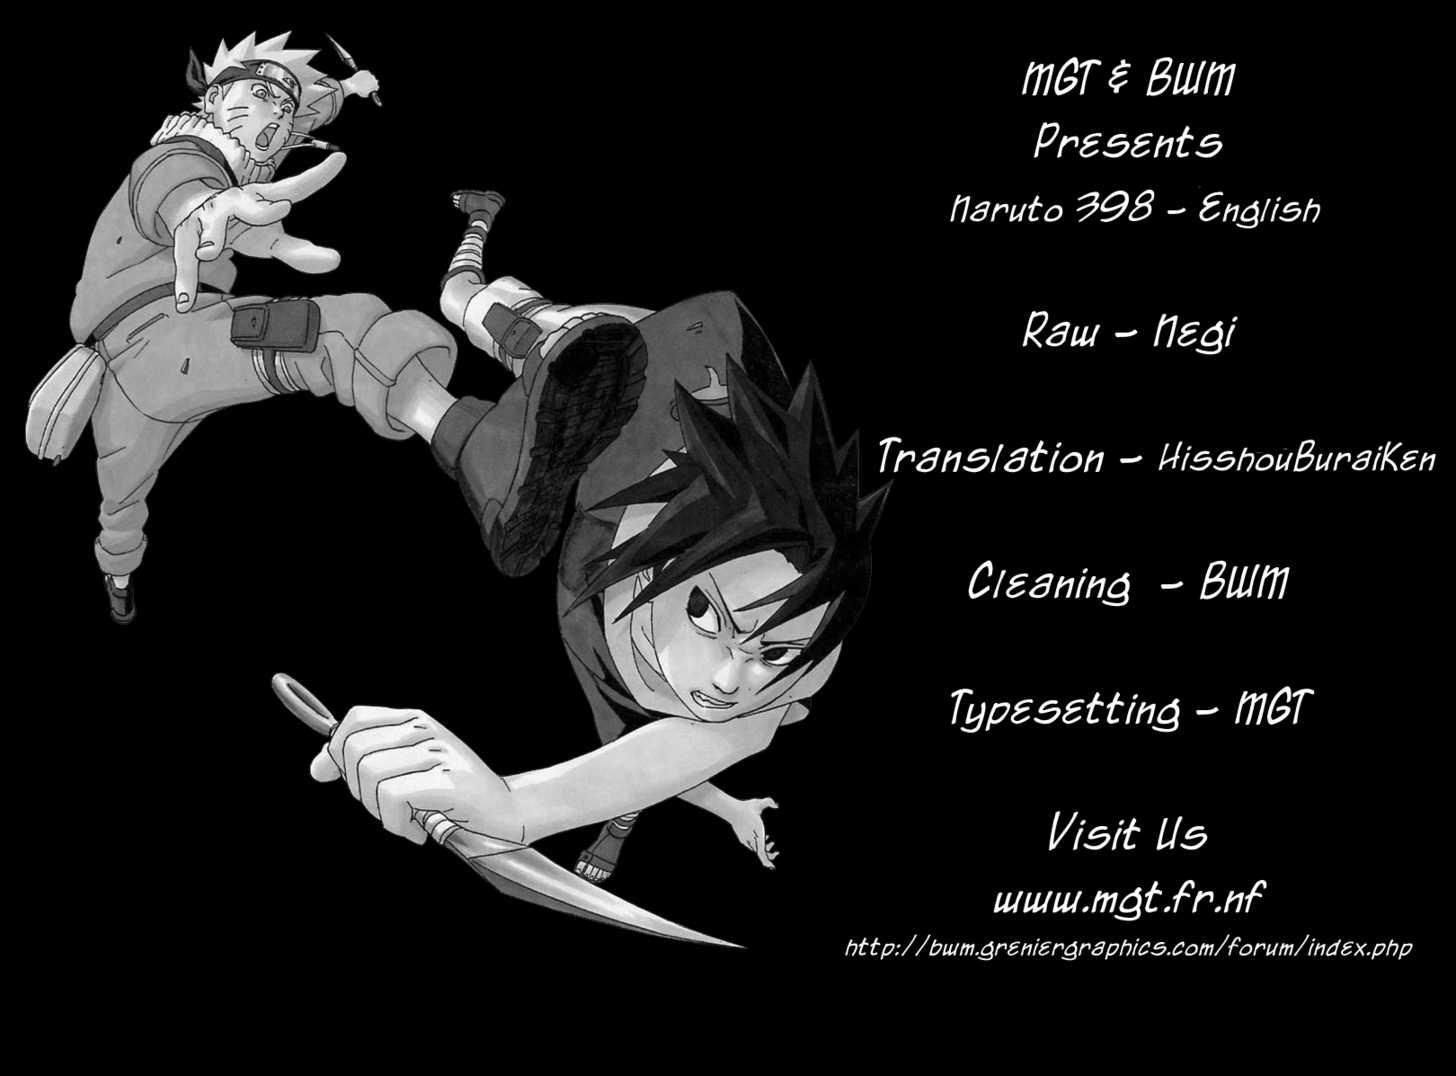 MGT & BWM
Presents
Naruto 398 - English
Raw - Negi
Translation - HisshouBuraiKen
Cleaning - BWM
Typesetting - MGT
Visit Us
www.mgt.fr.nf
http://bwm.greniergraphics.com/forum/index.php